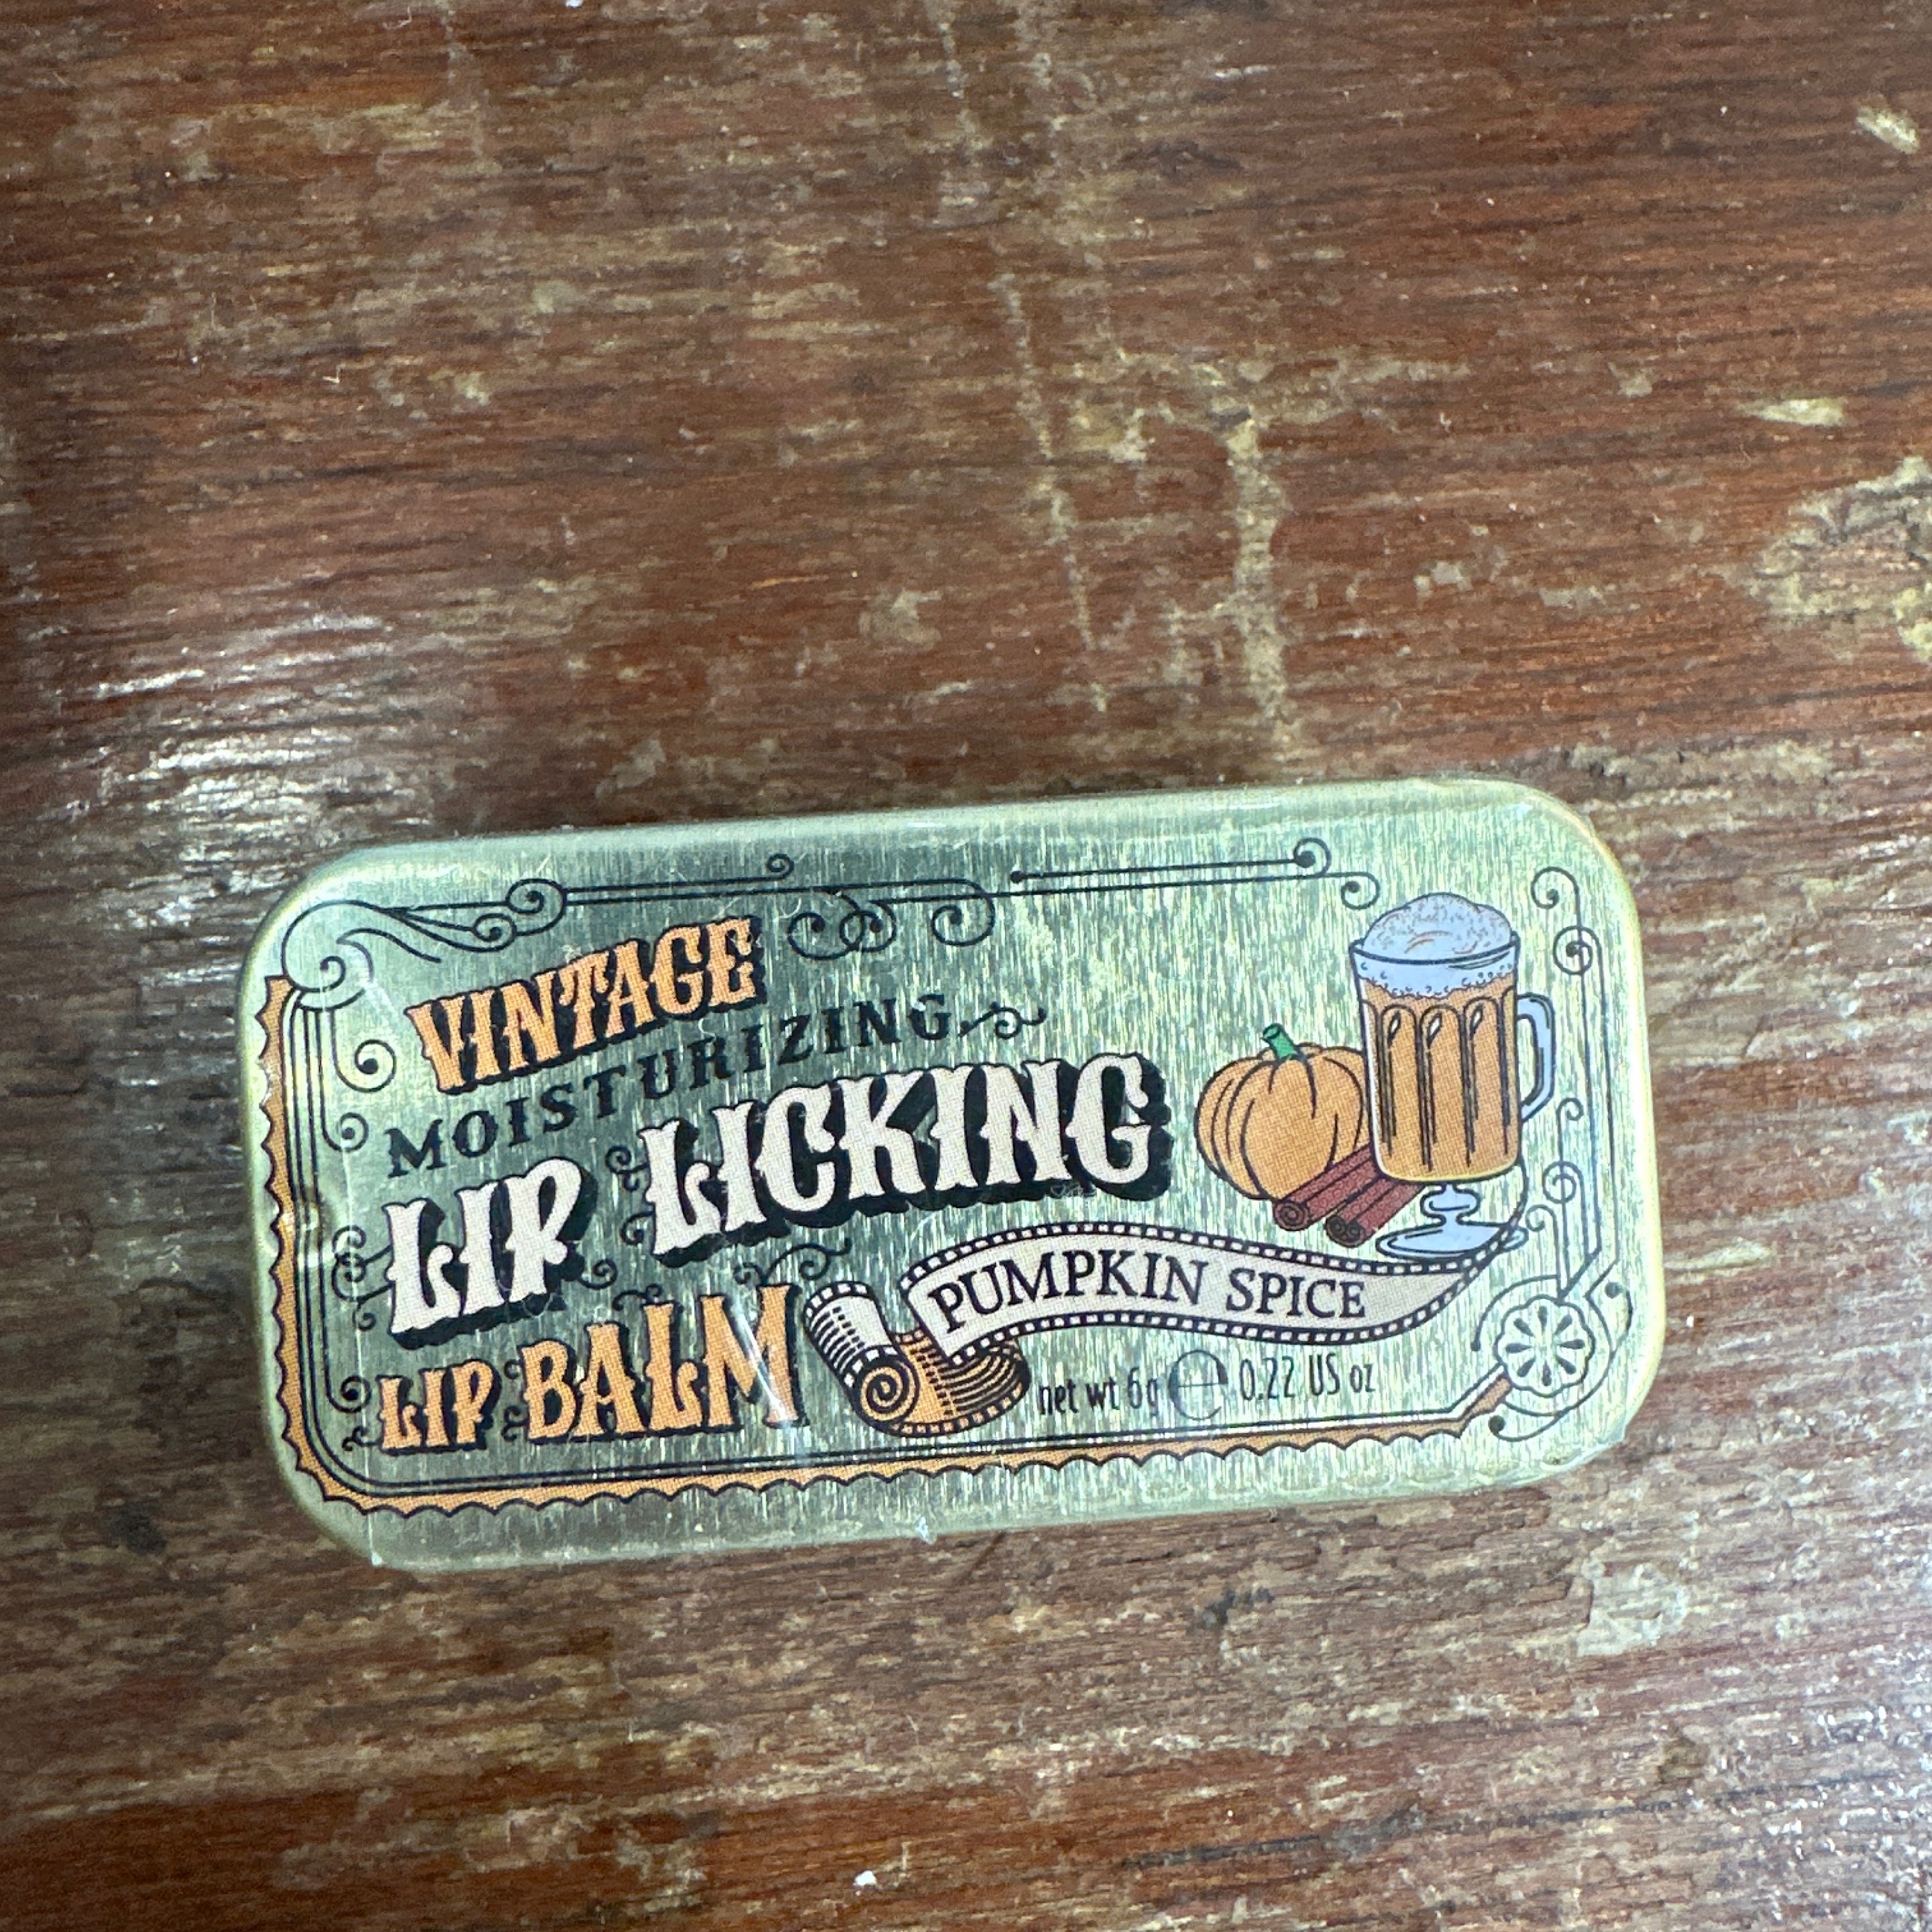 VINTAGE
MOISTURIZING
LIP LICKING
LIP BALM
PUMPKIN SPICE
net wt 6g ℮ 0.22 US oz